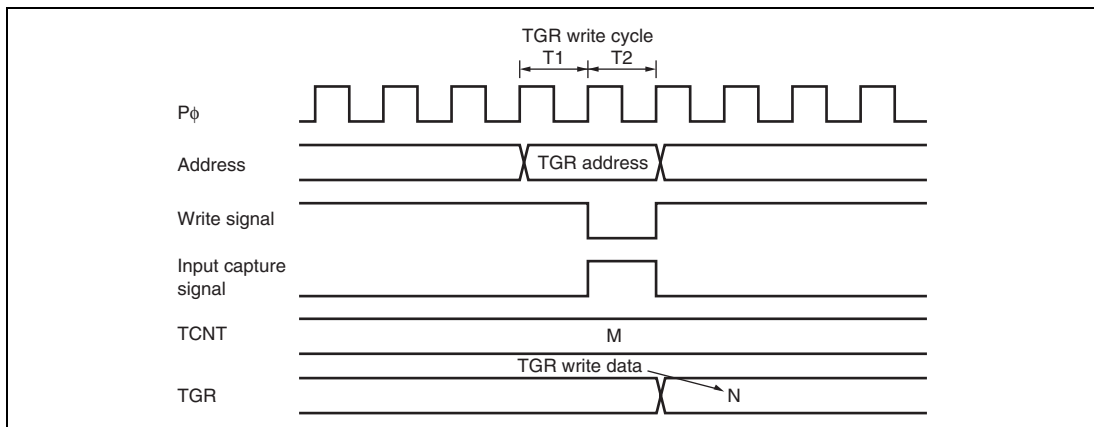 TGR write cycle
T1 T2
Pϕ
Address TGR address
Write signal
Input capture
signal
TCNT M
TGR write data
TGR N